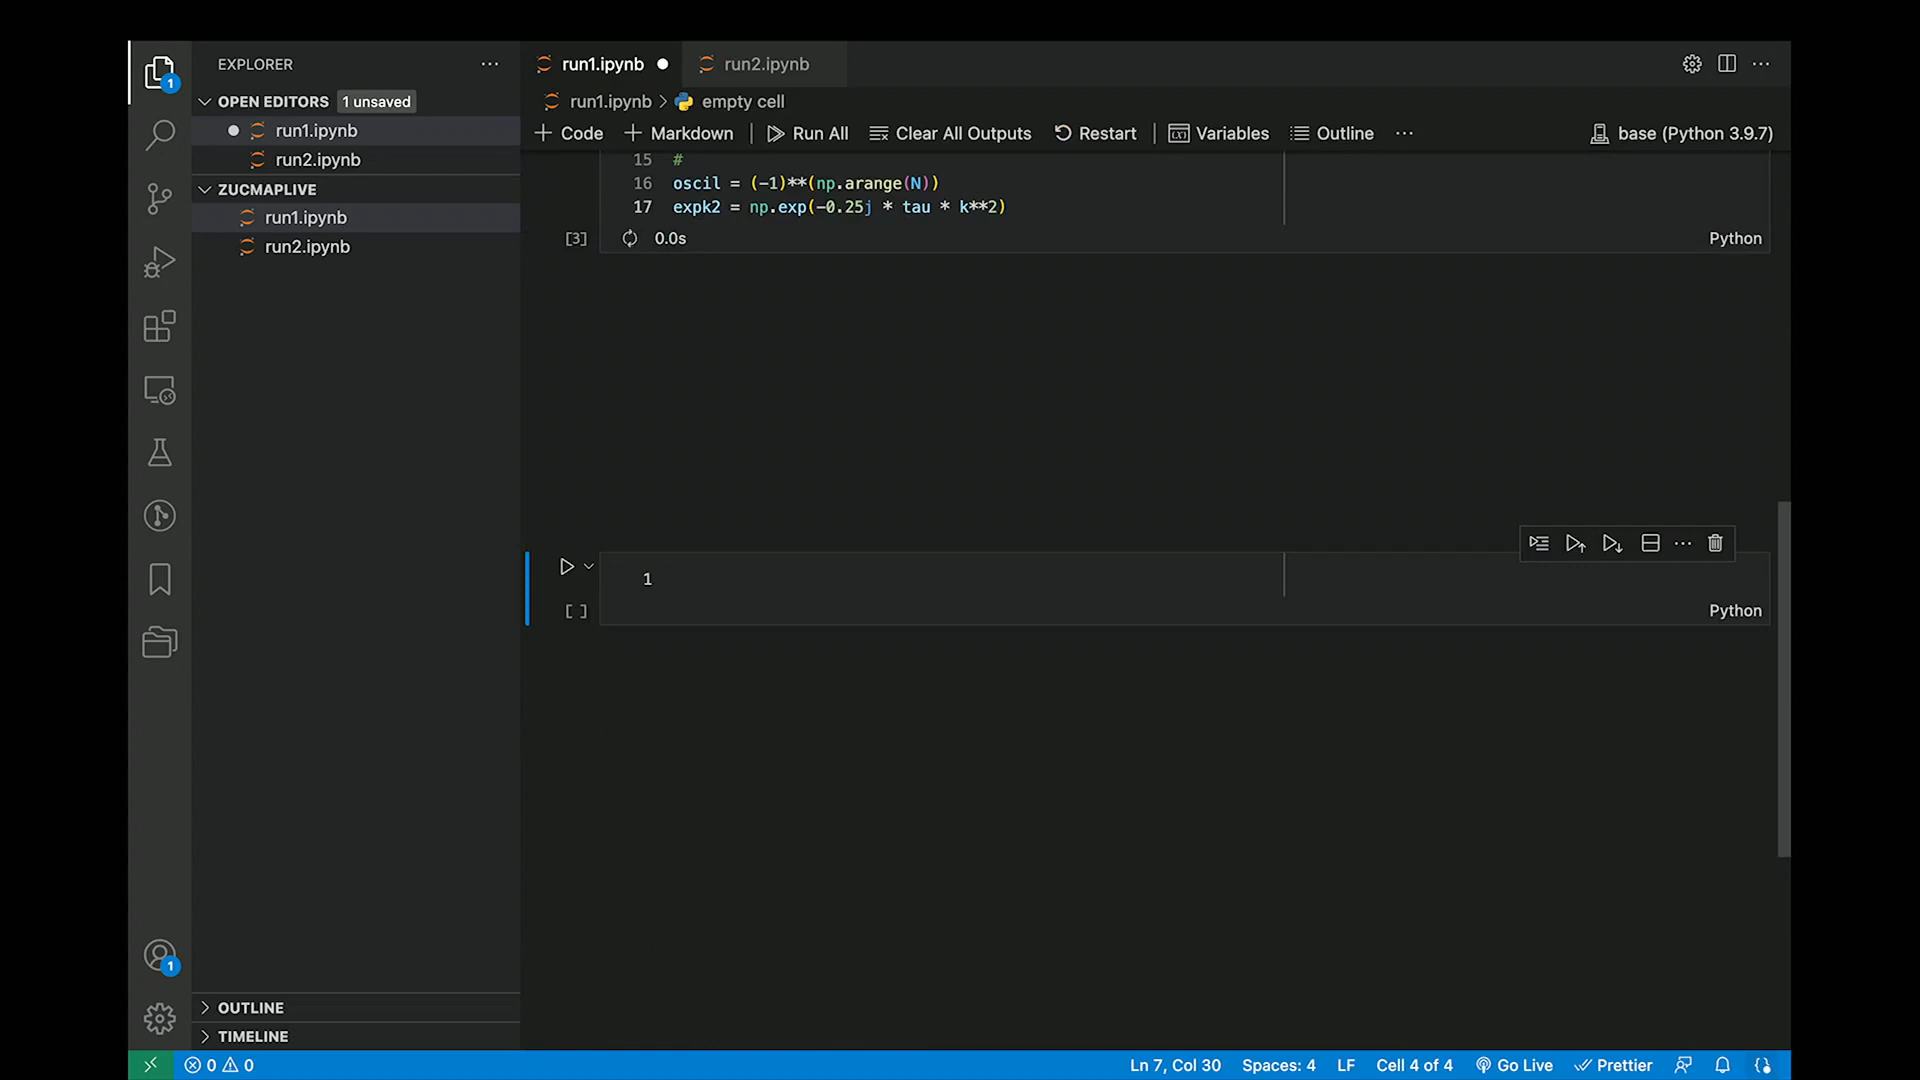 EXPLORER
OPEN EDITORS 1 unsaved
run1.ipynb
run2.ipynb
ZUCMAPLIVE
run1.ipynb
run2.ipynb
OUTLINE
TIMELINE
1
1
run1.ipynb run2.ipynb
run1.ipynb > empty cell
+ Code + Markdown Run All Clear All Outputs Restart Variables Outline ... base (Python 3.9.7)
15 #
16 oscil = (-1)**(np.arange(N))
17 expk2 = np.exp(-0.25j * tau * k**2)
[3] 0.0s Python
1
[ ] Python
0 0 Ln 7, Col 30 Spaces: 4 LF Cell 4 of 4 Go Live Prettier